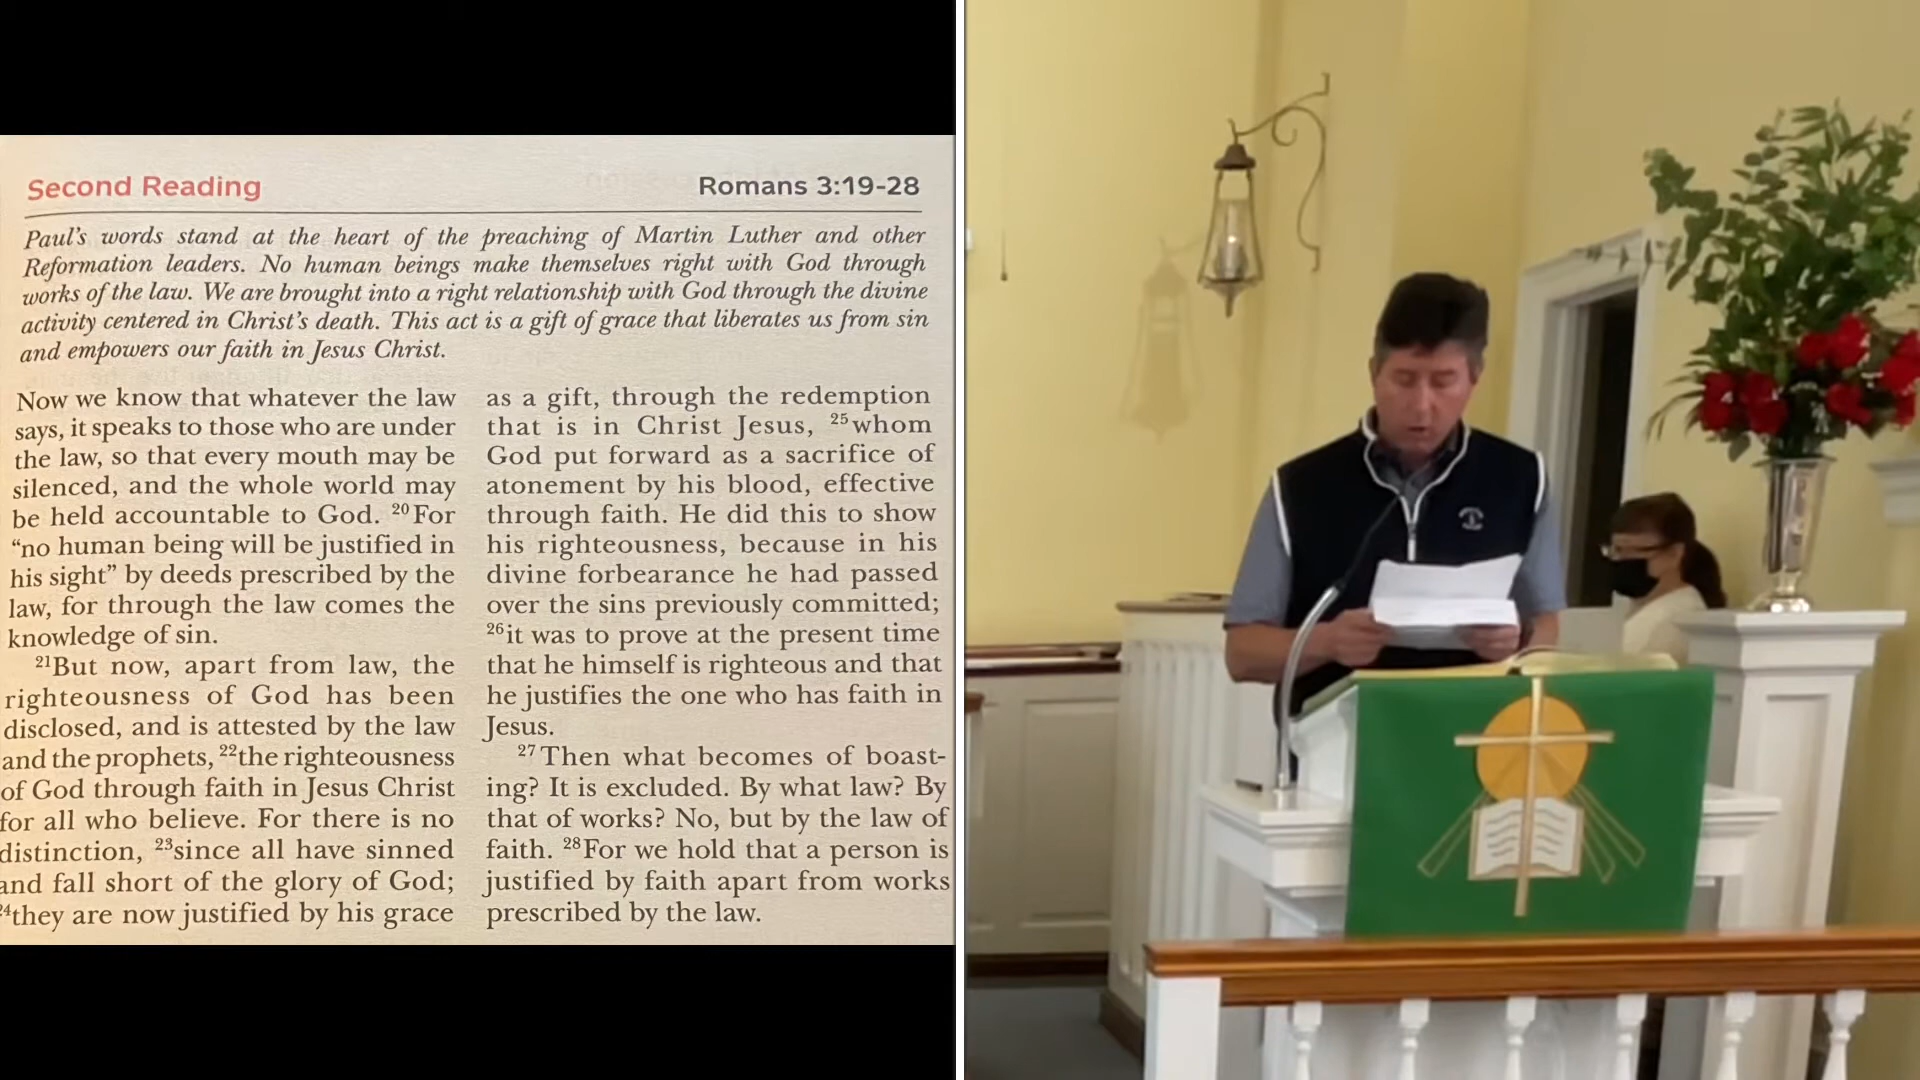 Second Reading
Romans 3:19-28
Paul's words stand at the heart of the preaching of Martin Luther and other
Reformation leaders. No human beings make themselves right with God through
works of the law. We are brought into a right relationship with God through the divine
activity centered in Christ's death. This act is a gift of grace that liberates us from sin
and empowers our faith in Jesus Christ.
Now we know that whatever the law
says, it speaks to those who are under
the law, so that every mouth may be
silenced, and the whole world may
be held accountable to God. ²⁰For
“no human being will be justified in
his sight” by deeds prescribed by the
law, for through the law comes the
knowledge of sin.
²¹But now, apart from law, the
righteousness of God has been
disclosed, and is attested by the law
and the prophets, ²²the righteousness
of God through faith in Jesus Christ
for all who believe. For there is no
distinction, ²³since all have sinned
and fall short of the glory of God;
²⁴they are now justified by his grace
as a gift, through the redemption
that is in Christ Jesus, ²⁵whom
God put forward as a sacrifice of
atonement by his blood, effective
through faith. He did this to show
his righteousness, because in his
divine forbearance he had passed
over the sins previously committed;
²⁶it was to prove at the present time
that he himself is righteous and that
he justifies the one who has faith in
Jesus.
²⁷Then what becomes of boast-
ing? It is excluded. By what law? By
that of works? No, but by the law of
faith. ²⁸For we hold that a person is
justified by faith apart from works
prescribed by the law.